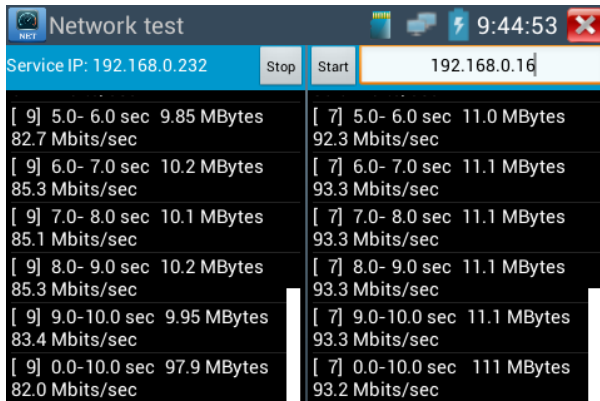 NET
Network test
9:44:53
Service IP: 192.168.0.232
Stop
Start
192.168.0.16
[ 9] 5.0- 6.0 sec 9.85 MBytes
82.7 Mbits/sec
[ 9] 6.0- 7.0 sec 10.2 MBytes
85.3 Mbits/sec
[ 9] 7.0- 8.0 sec 10.1 MBytes
85.1 Mbits/sec
[ 9] 8.0- 9.0 sec 10.2 MBytes
85.3 Mbits/sec
[ 9] 9.0-10.0 sec 9.95 MBytes
83.4 Mbits/sec
[ 9] 0.0-10.0 sec 97.9 MBytes
82.0 Mbits/sec
[ 7] 5.0- 6.0 sec 11.0 MBytes
92.3 Mbits/sec
[ 7] 6.0- 7.0 sec 11.1 MBytes
93.3 Mbits/sec
[ 7] 7.0- 8.0 sec 11.1 MBytes
93.3 Mbits/sec
[ 7] 8.0- 9.0 sec 11.1 MBytes
93.3 Mbits/sec
[ 7] 9.0-10.0 sec 11.1 MBytes
93.3 Mbits/sec
[ 7] 0.0-10.0 sec 111 MBytes
93.2 Mbits/sec